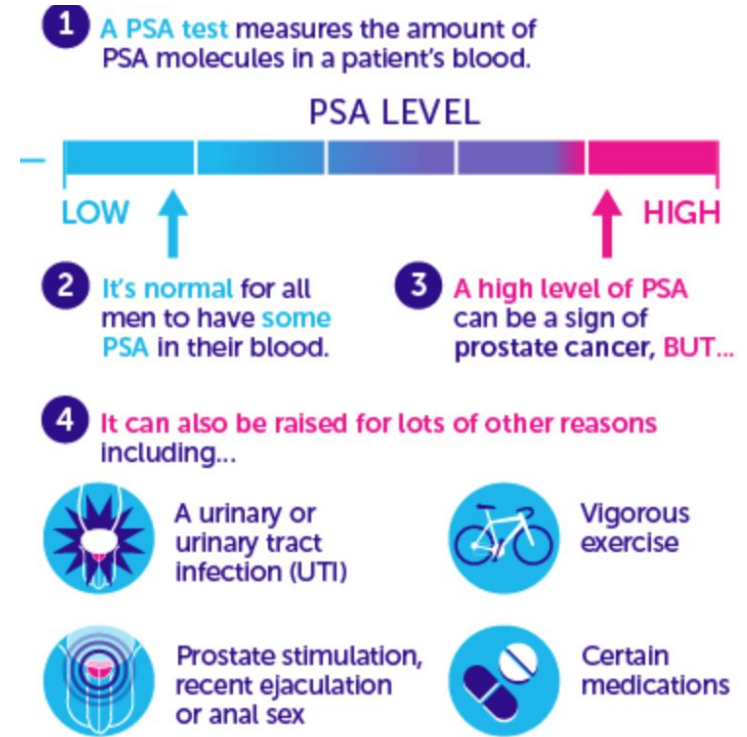 1 A PSA test measures the amount of
PSA molecules in a patient's blood.
PSA LEVEL
LOW
HIGH
2 It's normal for all
men to have some
PSA in their blood.
3 A high level of PSA
can be a sign of
prostate cancer, BUT...
4 It can also be raised for lots of other reasons
including...
A urinary or
urinary tract
infection (UTI)
Vigorous
exercise
Prostate stimulation,
recent ejaculation
or anal sex
Certain
medications